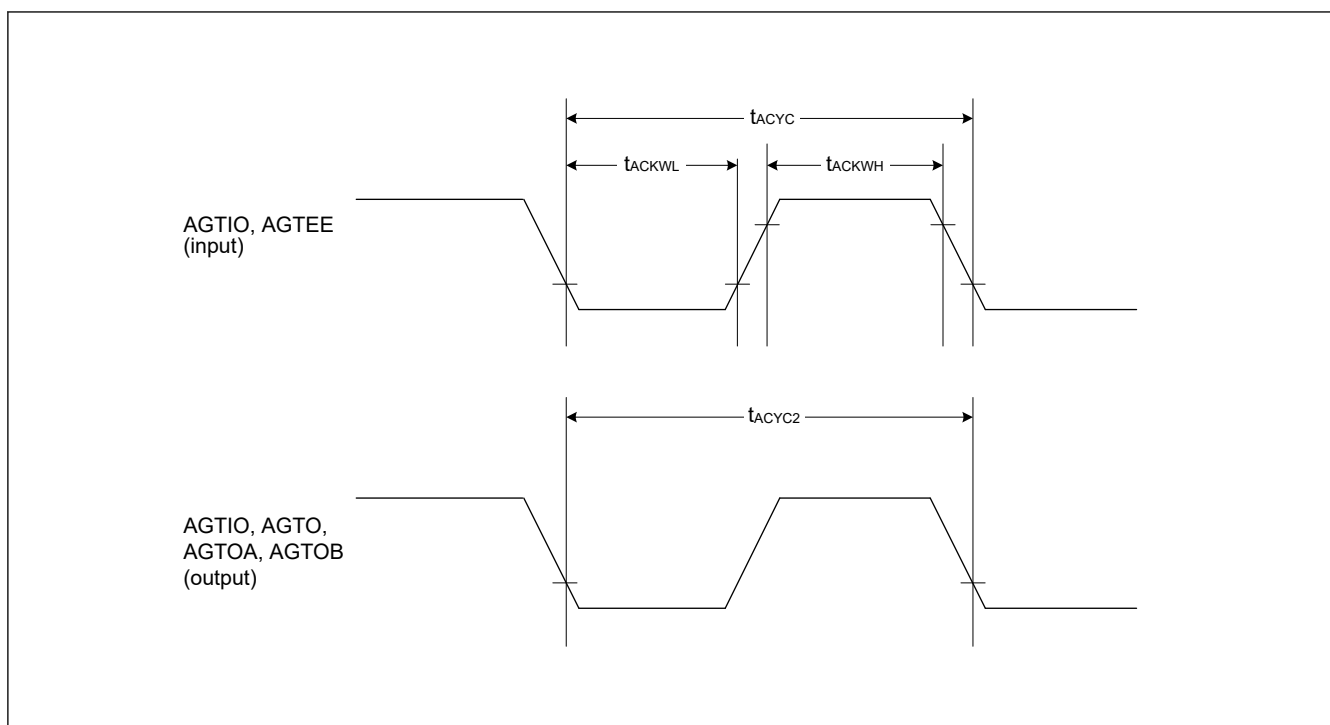 tACYC
tACKWL
tACKWH
AGTIO, AGTEE
(input)
tACYC2
AGTIO, AGTO,
AGTOA, AGTOB
(output)